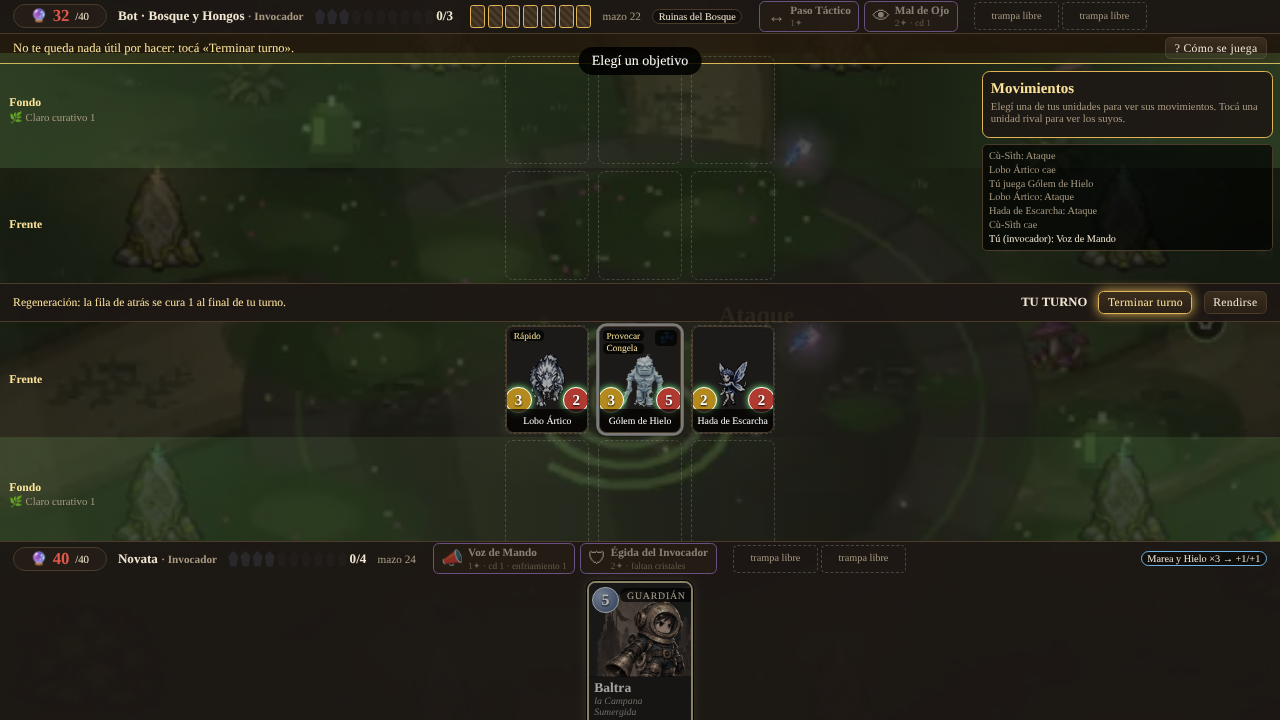 32 /40
Bot · Bosque y Hongos · Invocador
0/3
mazo 22
Ruinas del Bosque
Paso Táctico
1✦
Mal de Ojo
2✦ · cd 1
trampa libre
trampa libre
No te queda nada útil por hacer: tocá «Terminar turno».
? Cómo se juega
Elegí un objetivo
Fondo
Claro curativo 1
Movimientos
Elegí una de tus unidades para ver sus movimientos. Tocá una
unidad rival para ver los suyos.
Cù-Sìth: Ataque
Lobo Ártico cae
Tú juega Gólem de Hielo
Lobo Ártico: Ataque
Hada de Escarcha: Ataque
Cù-Sìth cae
Tú (invocador): Voz de Mando
Frente
Regeneración: la fila de atrás se cura 1 al final de tu turno.
TU TURNO
Terminar turno
Rendirse
Ataque
Frente
Rápido
3
2
Lobo Ártico
Provocar
Congela
3
5
Gólem de Hielo
2
2
Hada de Escarcha
Fondo
Claro curativo 1
40 /40
Novata · Invocador
0/4
mazo 24
Voz de Mando
1✦ · cd 1 · enfriamiento 1
Égida del Invocador
2✦ · faltan cristales
trampa libre
trampa libre
Marea y Hielo ×3 → +1/+1
5
GUARDIÁN
Baltra
la Campana
Sumergida